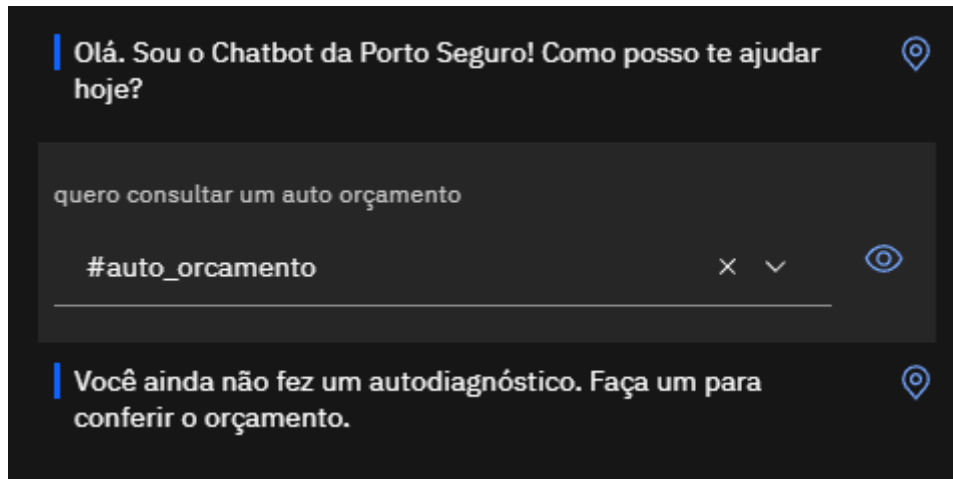 Olá. Sou o Chatbot da Porto Seguro! Como posso te ajudar
hoje?
quero consultar um auto orçamento
#auto_orcamento
Você ainda não fez um autodiagnóstico. Faça um para
conferir o orçamento.